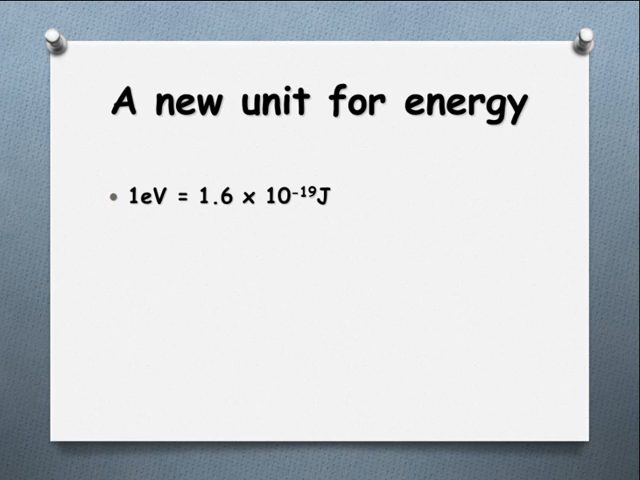 A new unit for energy
• 1eV = 1.6 x 10⁻¹⁹J